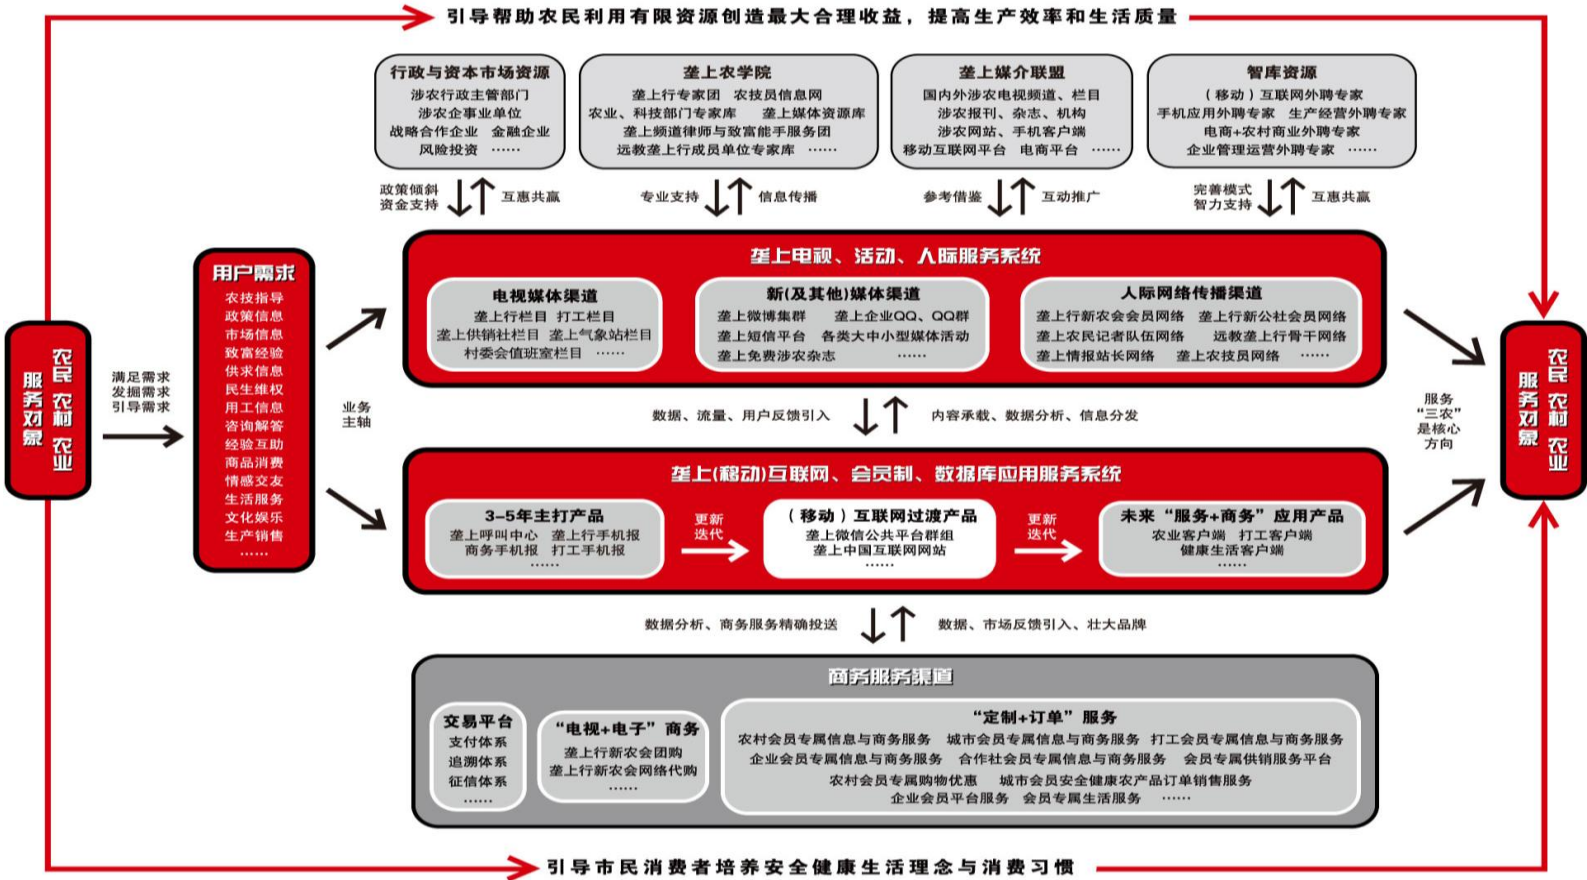 引导帮助农民利用有限资源创造最大合理收益，提高生产效率和生活质量
行政与资本市场资源
涉农行政主管部门
涉农企事业单位
战略合作企业 金融企业
风险投资 ……
垄上农学院
垄上行专家团 农技员信息网
农业、科技部门专家库 垄上媒体资源库
垄上频道律师与致富能手服务团
远教垄上行成员单位专家库 ……
垄上媒介联盟
国内外涉农电视频道、栏目
涉农报刊、杂志、机构
涉农网站、手机客户端
移动互联网平台 电商平台 ……
智库资源
（移动）互联网外聘专家
手机应用外聘专家 生产经营外聘专家
电商+农村商业外聘专家
企业管理运营外聘专家 ……
政策倾斜
资金支持
互惠共赢
专业支持
信息传播
参考借鉴
互动推广
完善模式
智力支持
互惠共赢
服务对象
农民 农村 农业
满足需求
发掘需求
引导需求
用户需求
农技指导
政策信息
市场信息
致富经验
供求信息
民生维权
用工信息
咨询解答
经验互助
商品消费
情感交友
生活服务
文化娱乐
生产销售
……
业务
主轴
垄上电视、活动、人际服务系统
电视媒体渠道
垄上行栏目 打工栏目
垄上供销社栏目 垄上气象站栏目
村委会值班室栏目 ……
新(及其他)媒体渠道
垄上微博集群 垄上企业QQ、QQ群
垄上短信平台 各类大中小型媒体活动
垄上免费涉农杂志 ……
人际网络传播渠道
垄上行新农会会员网络 垄上行新公社会员网络
垄上农民记者队伍网络 远教垄上行骨干网络
垄上情报站长网络 垄上农技员网络 ……
数据、流量、用户反馈引入
内容承载、数据分析、信息分发
垄上(移动)互联网、会员制、数据库应用服务系统
3-5年主打产品
垄上呼叫中心 垄上行手机报
商务手机报 打工手机报
……
更新
迭代
（移动）互联网过渡产品
垄上微信公共平台群组
垄上中国互联网网站
……
更新
迭代
未来“服务+商务”应用产品
农业客户端 打工客户端
健康生活客户端
……
服务
“三农”
是核心
方向
服务对象
农民 农村 农业
数据分析、商务服务精确投送
数据、市场反馈引入、壮大品牌
商务服务渠道
交易平台
支付体系
追溯体系
征信体系
……
“电视+电子”商务
垄上行新农会团购
垄上行新农会网络代购
……
“定制+订单”服务
农村会员专属信息与商务服务 城市会员专属信息与商务服务 打工会员专属信息与商务服务
企业会员专属信息与商务服务 合作社会员专属信息与商务服务 会员专属供销服务平台
农村会员专属购物优惠 城市会员安全健康农产品订单销售服务
企业会员平台服务 会员专属生活服务 ……
引导市民消费者培养安全健康生活理念与消费习惯